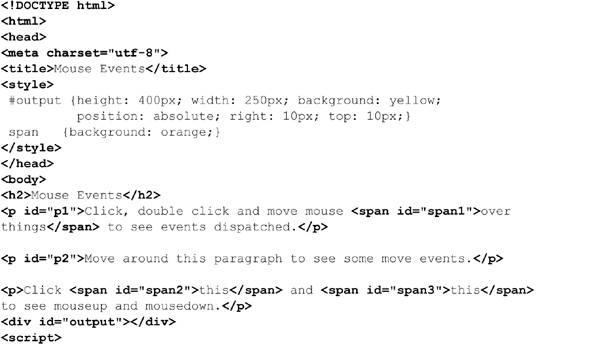 <!DOCTYPE html>
<html>
<head>
<meta charset="utf-8">
<title>Mouse Events</title>
<style>
 #output {height: 400px; width: 250px; background: yellow;
          position: absolute; right: 10px; top: 10px;}
 span   {background: orange;}
</style>
</head>
<body>
<h2>Mouse Events</h2>
<p id="p1">Click, double click and move mouse <span id="span1">over
things</span> to see events dispatched.</p>

<p id="p2">Move around this paragraph to see some move events.</p>

<p>Click <span id="span2">this</span> and <span id="span3">this</span>
to see mouseup and mousedown.</p>
<div id="output"></div>
<script>